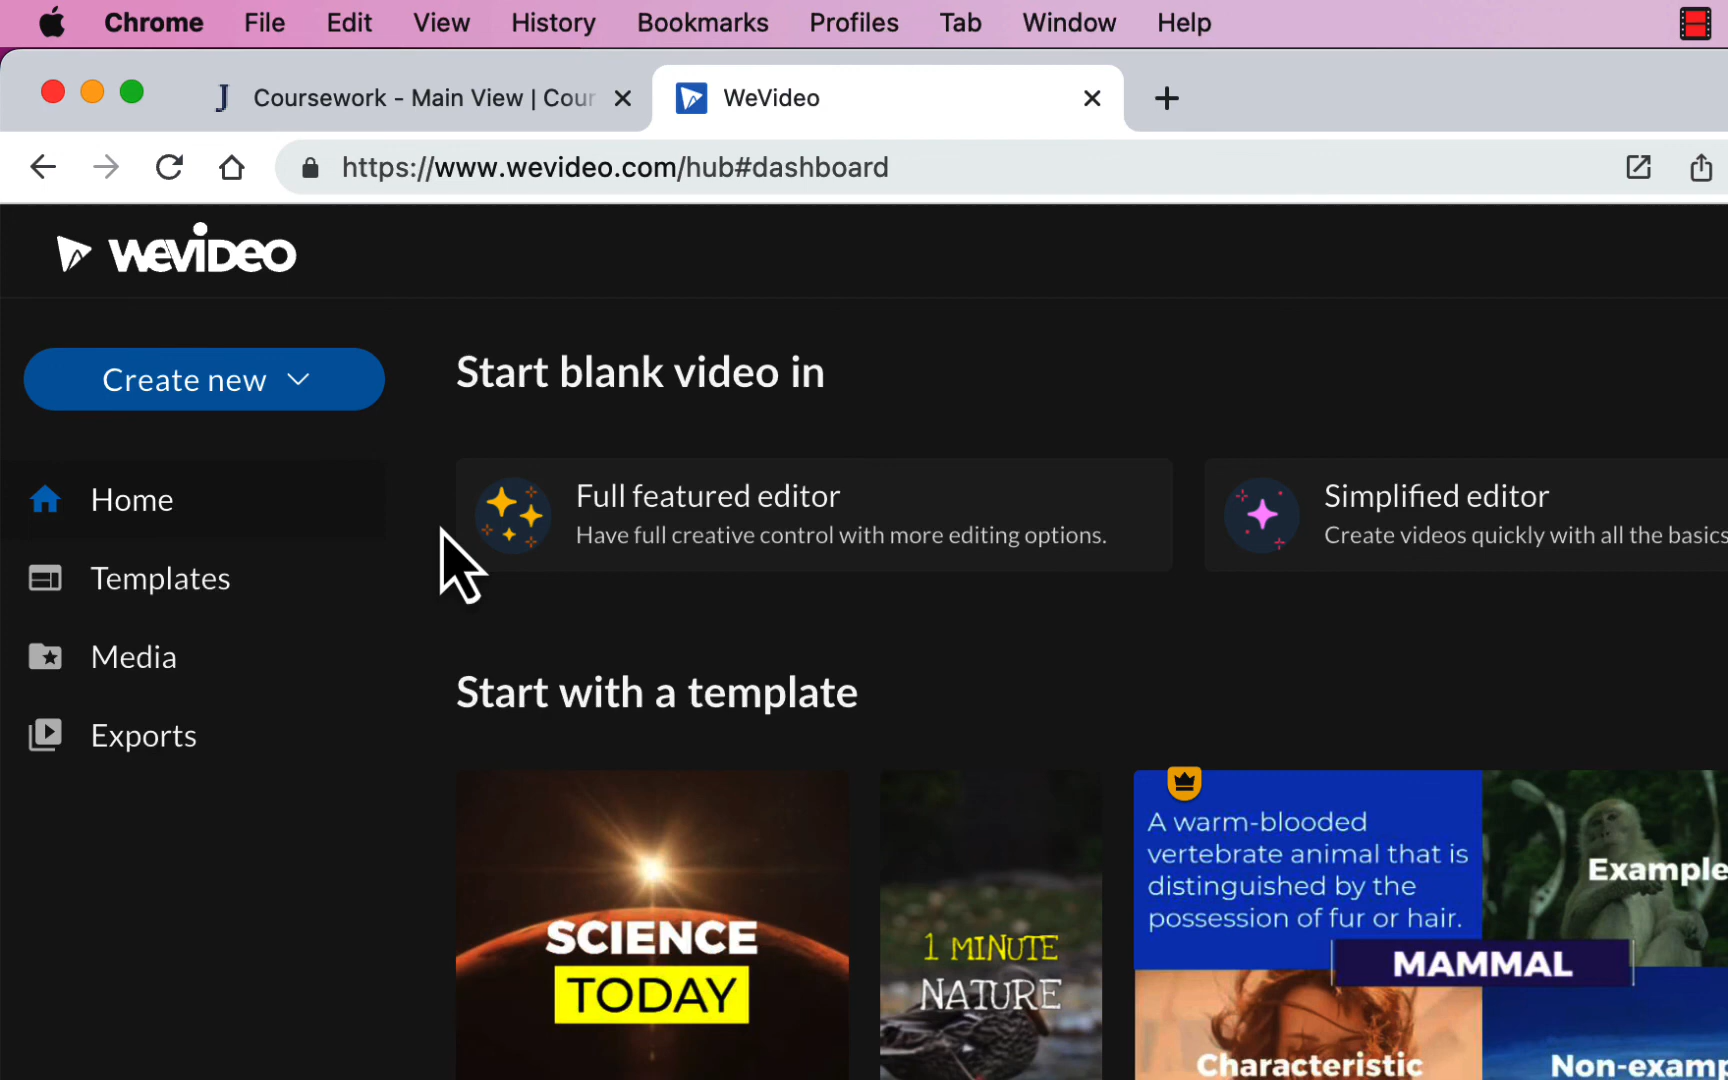 Chrome File Edit View History Bookmarks Profiles Tab Window Help
Coursework - Main View | Cour
WeVideo
https://www.wevideo.com/hub#dashboard
WEVIDEO
Create new
Start blank video in
Home
Full featured editor
Have full creative control with more editing options.
Simplified editor
Create videos quickly with all the basics
Templates
Media
Exports
Start with a template
SCIENCE
TODAY
1 MINUTE
NATURE
A warm-blooded
vertebrate animal that is
distinguished by the
possession of fur or hair.
Example
MAMMAL
Characteristic
Non-examp